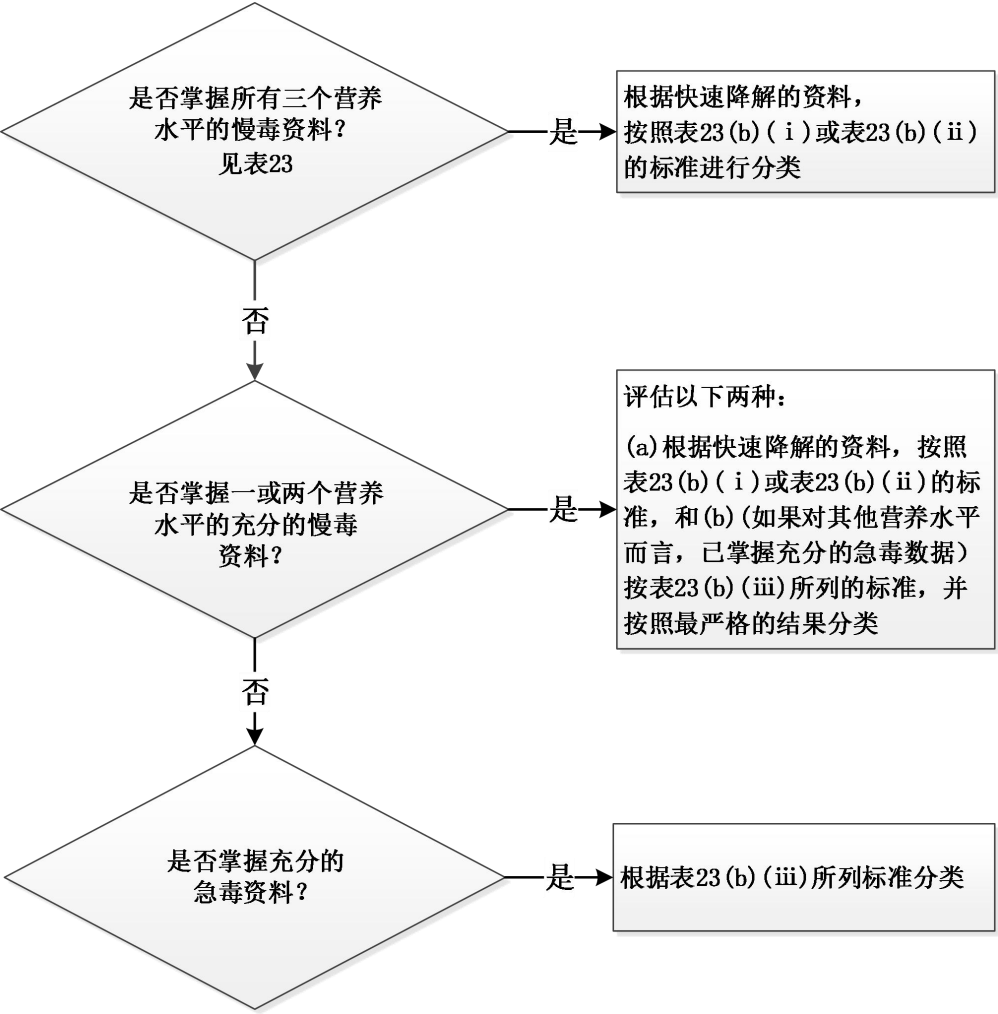 是否掌握所有三个营养
水平的慢毒资料？
见表23
是
根据快速降解的资料，
按照表23(b)(ⅰ)或表23(b)(ⅱ)
的标准进行分类
否
是否掌握一或两个营养
水平的充分的慢毒
资料？
是
评估以下两种：
(a)根据快速降解的资料，按照
表23(b)(ⅰ)或表23(b)(ⅱ)的标
准，和(b)(如果对其他营养水平
而言，已掌握充分的急毒数据）
按表23(b)(ⅲ)所列的标准，并
按照最严格的结果分类
否
是否掌握充分的
急毒资料？
是
根据表23(b)(ⅲ)所列标准分类